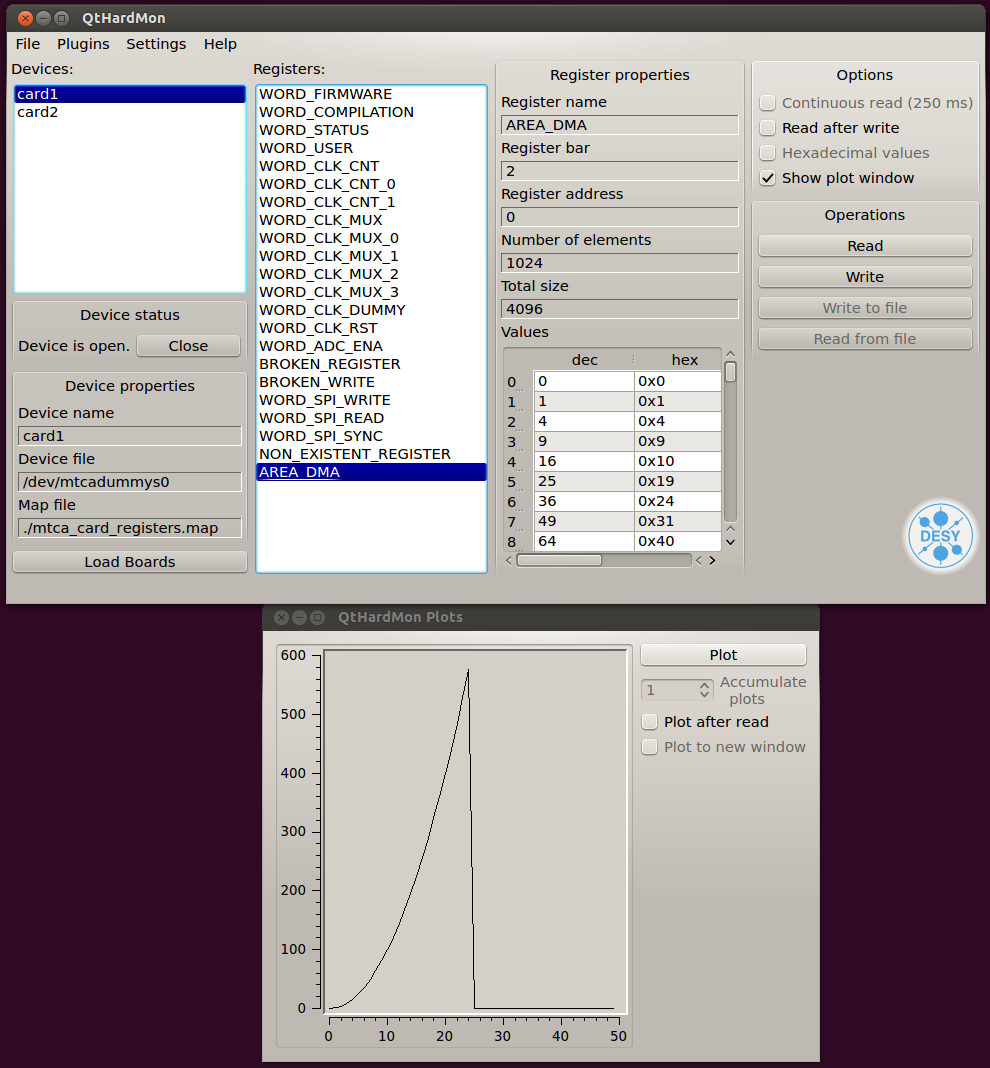 QtHardMon
File Plugins Settings Help
Devices:
card1
card2
Device status
Device is open. Close
Device properties
Device name
card1
Device file
/dev/mtcadummys0
Map file
./mtca_card_registers.map
Load Boards
Registers:
WORD_FIRMWARE
WORD_COMPILATION
WORD_STATUS
WORD_USER
WORD_CLK_CNT
WORD_CLK_CNT_0
WORD_CLK_CNT_1
WORD_CLK_MUX
WORD_CLK_MUX_0
WORD_CLK_MUX_1
WORD_CLK_MUX_2
WORD_CLK_MUX_3
WORD_CLK_DUMMY
WORD_CLK_RST
WORD_ADC_ENA
BROKEN_REGISTER
BROKEN_WRITE
WORD_SPI_WRITE
WORD_SPI_READ
WORD_SPI_SYNC
NON_EXISTENT_REGISTER
AREA_DMA
Register properties
Register name
AREA_DMA
Register bar
2
Register address
0
Number of elements
1024
Total size
4096
Values
dec hex
0 0 0x0
1 1 0x1
2 4 0x4
3 9 0x9
4 16 0x10
5 25 0x19
6 36 0x24
7 49 0x31
8 64 0x40
Options
Continuous read (250 ms)
Read after write
Hexadecimal values
Show plot window
Operations
Read
Write
Write to file
Read from file
DESY
QtHardMon Plots
600
500
400
300
200
100
0
0 10 20 30 40 50
Plot
1 Accumulate
plots
Plot after read
Plot to new window